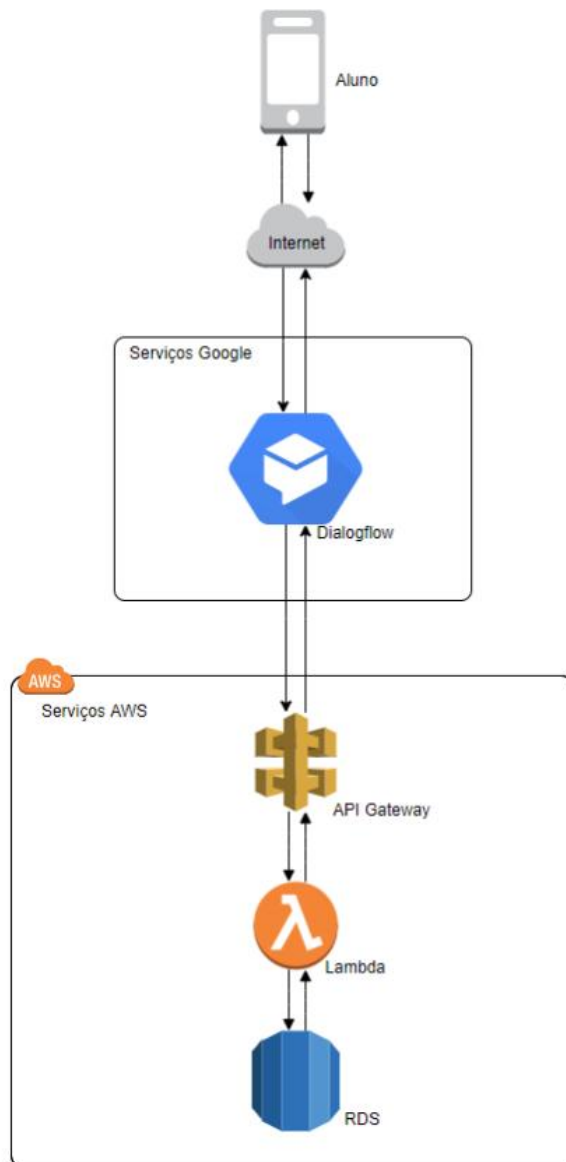 Aluno
Internet
Serviços Google
Dialogflow
AWS
Serviços AWS
API Gateway
Lambda
RDS